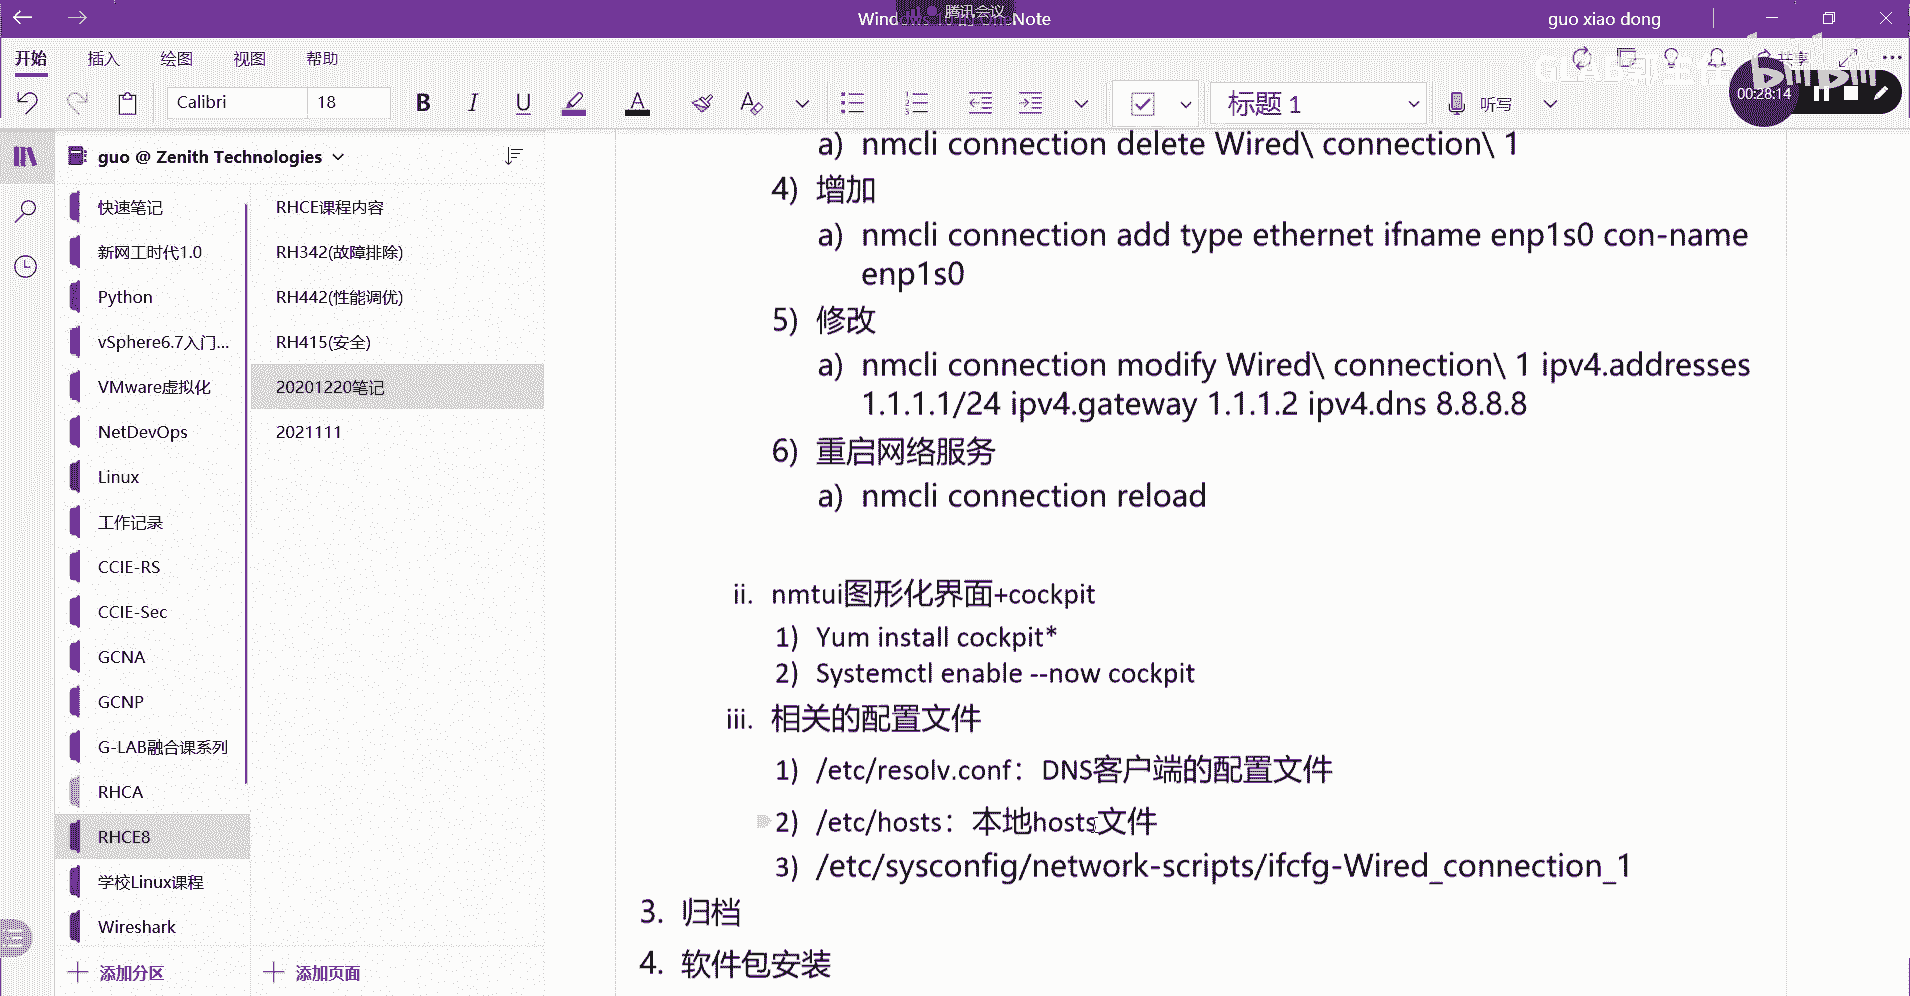 腾讯会议
Note
guo xiao dong
开始
插入
绘图
视图
帮助
共享
bilibili
00:28:14
Calibri
18
B
I
U
A
标题 1
听写
guo @ Zenith Technologies
快速笔记
新网工时代1.0
Python
vSphere6.7入门...
VMware虚拟化
NetDevOps
Linux
工作记录
CCIE-RS
CCIE-Sec
GCNA
GCNP
G-LAB融合课系列
RHCA
RHCE8
学校Linux课程
Wireshark
添加分区
RHCE课程内容
RH342(故障排除)
RH442(性能调优)
RH415(安全)
20201220笔记
2021111
添加页面
a) nmcli connection delete Wired\ connection\ 1
4) 增加
a) nmcli connection add type ethernet ifname enp1s0 con-name
enp1s0
5) 修改
a) nmcli connection modify Wired\ connection\ 1 ipv4.addresses
1.1.1.1/24 ipv4.gateway 1.1.1.2 ipv4.dns 8.8.8.8
6) 重启网络服务
a) nmcli connection reload
ii. nmtui图形化界面+cockpit
1) Yum install cockpit*
2) Systemctl enable --now cockpit
iii. 相关的配置文件
1) /etc/resolv.conf：DNS客户端的配置文件
2) /etc/hosts：本地hosts文件
3) /etc/sysconfig/network-scripts/ifcfg-Wired_connection_1
3. 归档
4. 软件包安装